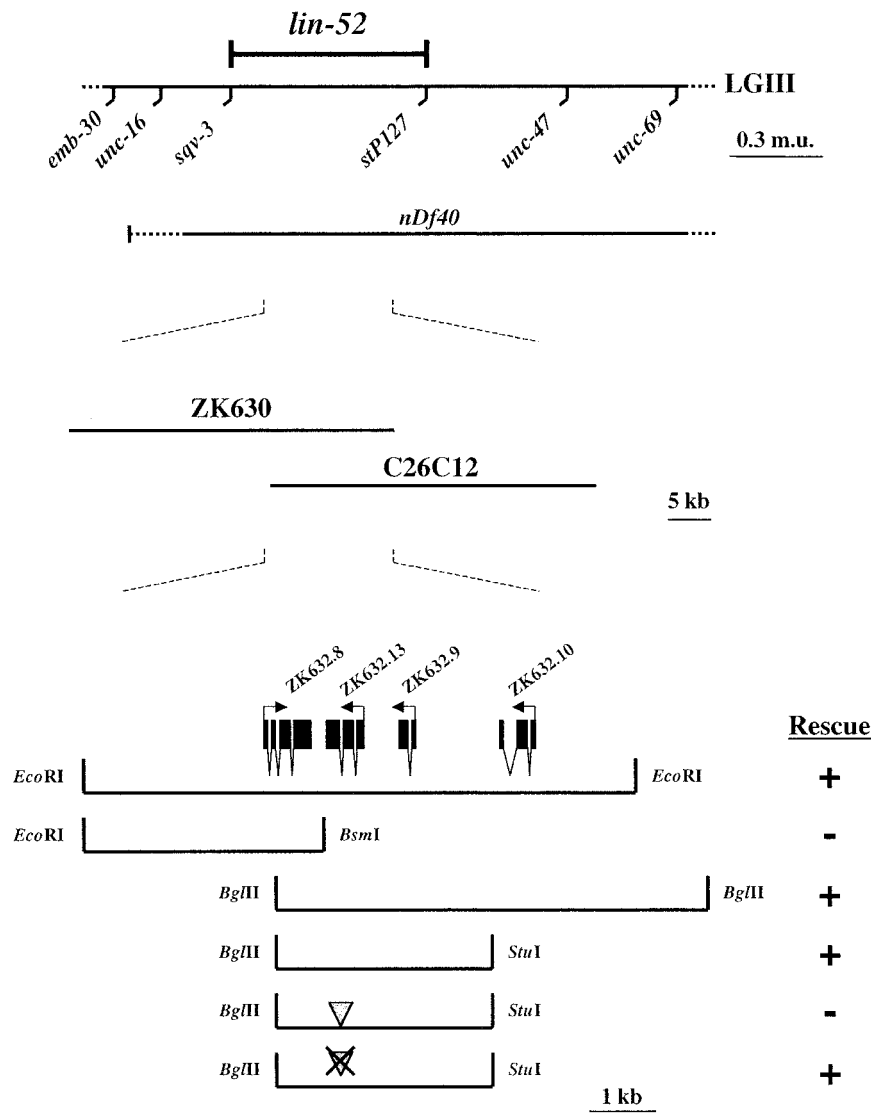 lin-52
LGIII
emb-30
unc-16
sqv-3
stP127
unc-47
unc-69
0.3 m.u.
nDf40
ZK630
C26C12
5 kb
ZK632.8
ZK632.13
ZK632.9
ZK632.10
Rescue
EcoRI
EcoRI
+
EcoRI
BsmI
-
BglII
BglII
+
BglII
StuI
+
BglII
StuI
-
BglII
StuI
+
1 kb